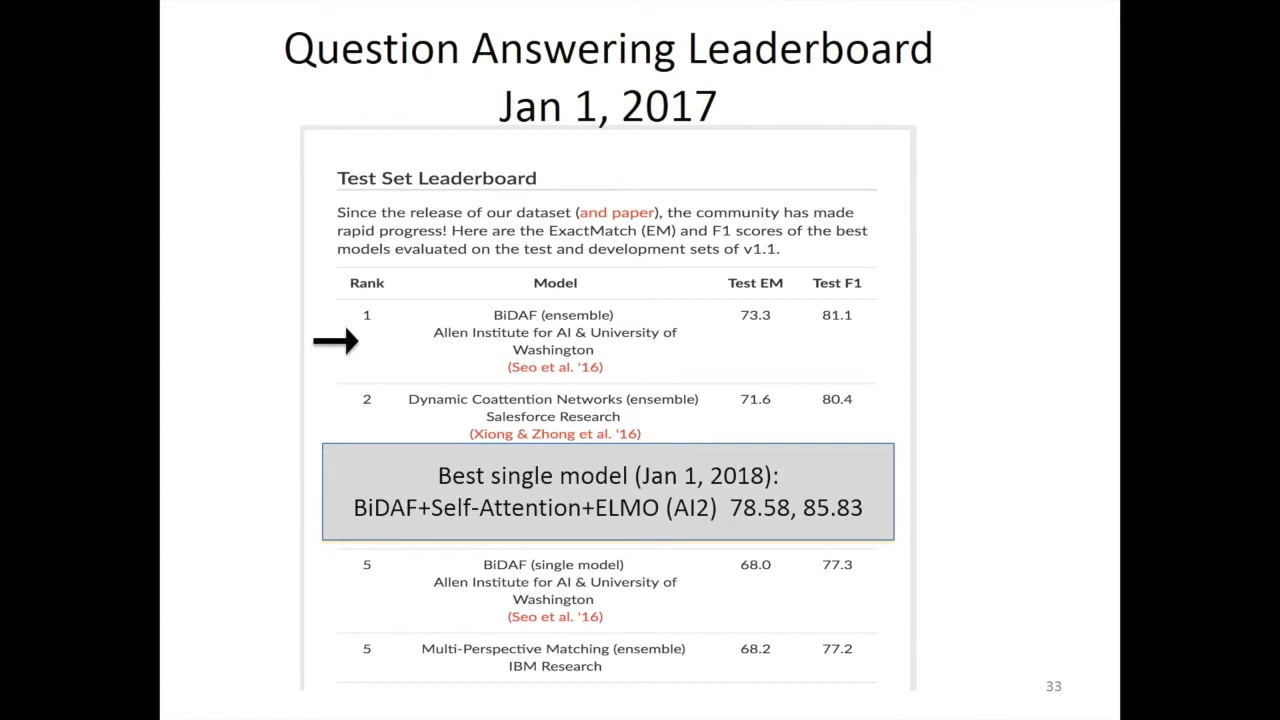 Question Answering Leaderboard
Jan 1, 2017
Test Set Leaderboard
Since the release of our dataset (and paper), the community has made
rapid progress! Here are the ExactMatch (EM) and F1 scores of the best
models evaluated on the test and development sets of v1.1.
Rank Model Test EM Test F1
1 BiDAF (ensemble) 73.3 81.1
Allen Institute for AI & University of
Washington
(Seo et al. '16)
2 Dynamic Coattention Networks (ensemble) 71.6 80.4
Salesforce Research
(Xiong & Zhong et al. '16)
Best single model (Jan 1, 2018):
BiDAF+Self-Attention+ELMO (AI2) 78.58, 85.83
5 BiDAF (single model) 68.0 77.3
Allen Institute for AI & University of
Washington
(Seo et al. '16)
5 Multi-Perspective Matching (ensemble) 68.2 77.2
IBM Research
33